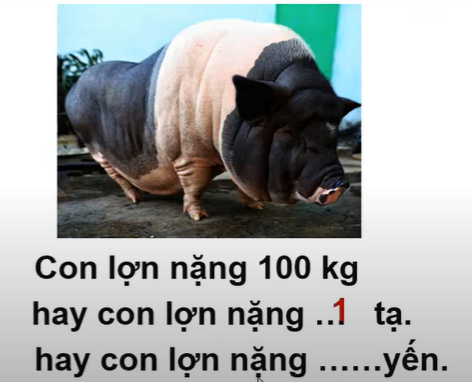 Con lợn nặng 100 kg
hay con lợn nặng ..1 tạ.
hay con lợn nặng ......yến.